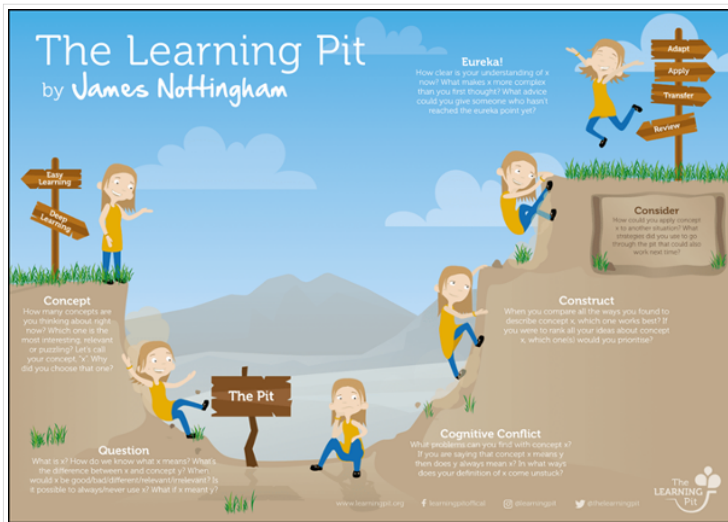 The Learning Pit
by James Nottingham
Eureka!
How clear is your understanding of x
now? What makes x more complex
than you first thought? What advice
could you give someone who hasn't
reached the eureka point yet?
Adapt
Apply
Transfer
Review
Easy
Learning
Deep
Learning
Consider
How could you apply concept
x to another situation? What
strategies did you use to go
through the pit that could also
work next time?
Concept
How many concepts are
you thinking about right
now? Which one is the
most interesting, relevant
or puzzling? Let's call
your concept, "x". Why
did you choose that one?
Construct
When you compare all the ways you found to
describe concept x, which one works best? If
you were to rank all your ideas about concept
x, which one(s) would you prioritise?
The Pit
Question
What is x? How do we know what x means? What's
the difference between x and concept y? When
would x be good/bad/different/relevant/irrelevant? Is
it possible to always/never use x? What if x meant y?
Cognitive Conflict
What problems can you find with concept x?
If you are saying that concept x means y
then does y always mean x? In what ways
does your definition of x come unstuck?
www.learningpit.org
learningpitofficial
@learningpit
@thelearningpit
The
LEARNING
Pit